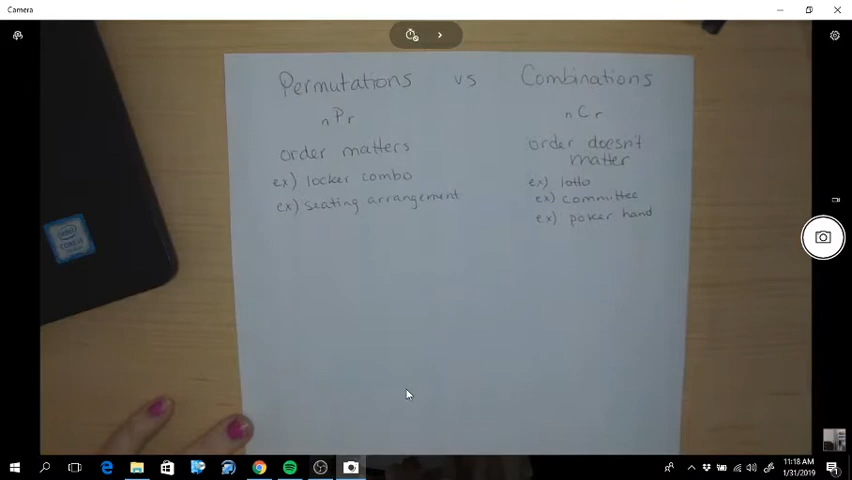 Camera
Permutations vs Combinations
nPr
nCr
order matters
order doesn't
matter
ex) locker combo
ex) lotto
ex) seating arrangement
ex) committee
ex) poker hand
intel
11:18 AM
1/31/2019